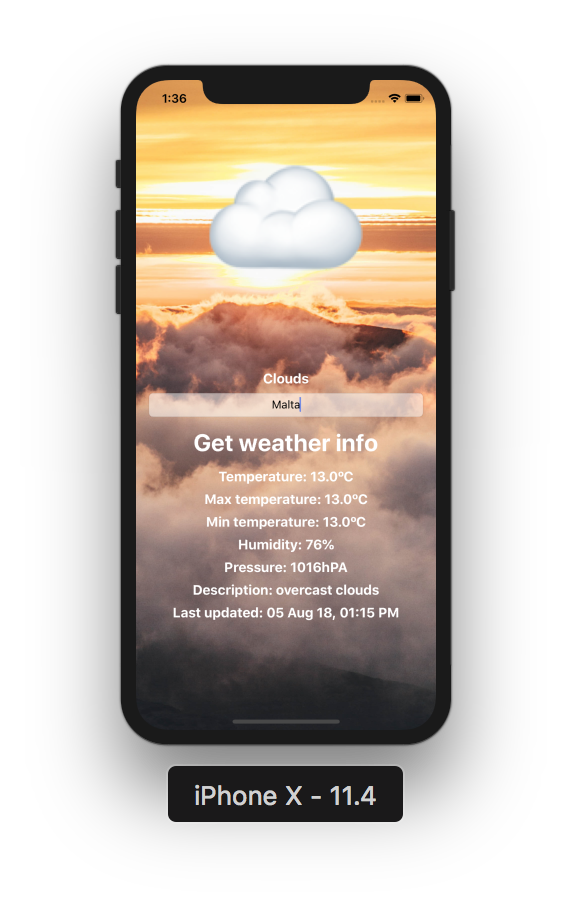 1:36
Clouds
Malta
Get weather info
Temperature: 13.0ºC
Max temperature: 13.0ºC
Min temperature: 13.0ºC
Humidity: 76%
Pressure: 1016hPA
Description: overcast clouds
Last updated: 05 Aug 18, 01:15 PM
iPhone X - 11.4